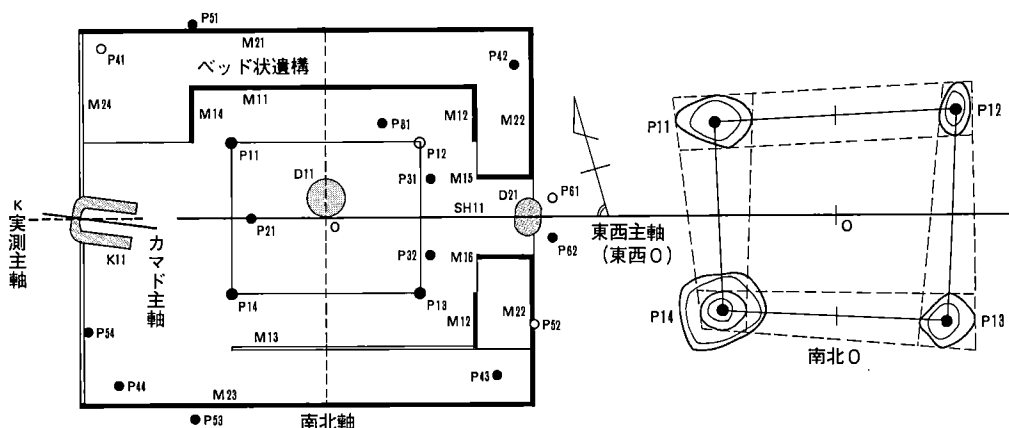 P51
M21
P41
P42
ベッド状遺構
M24
M11
M14
P81
M12
M22
P11
P12
D11
P31
M15
D21
P61
SH11
K
実測主軸
カマド主軸
K11
P21
O
P32
M16
P62
東西主軸
(東西O)
P14
P13
M12
M22
P54
M13
P52
P44
P43
M23
P53
南北軸
P11
P12
O
P14
P13
南北O